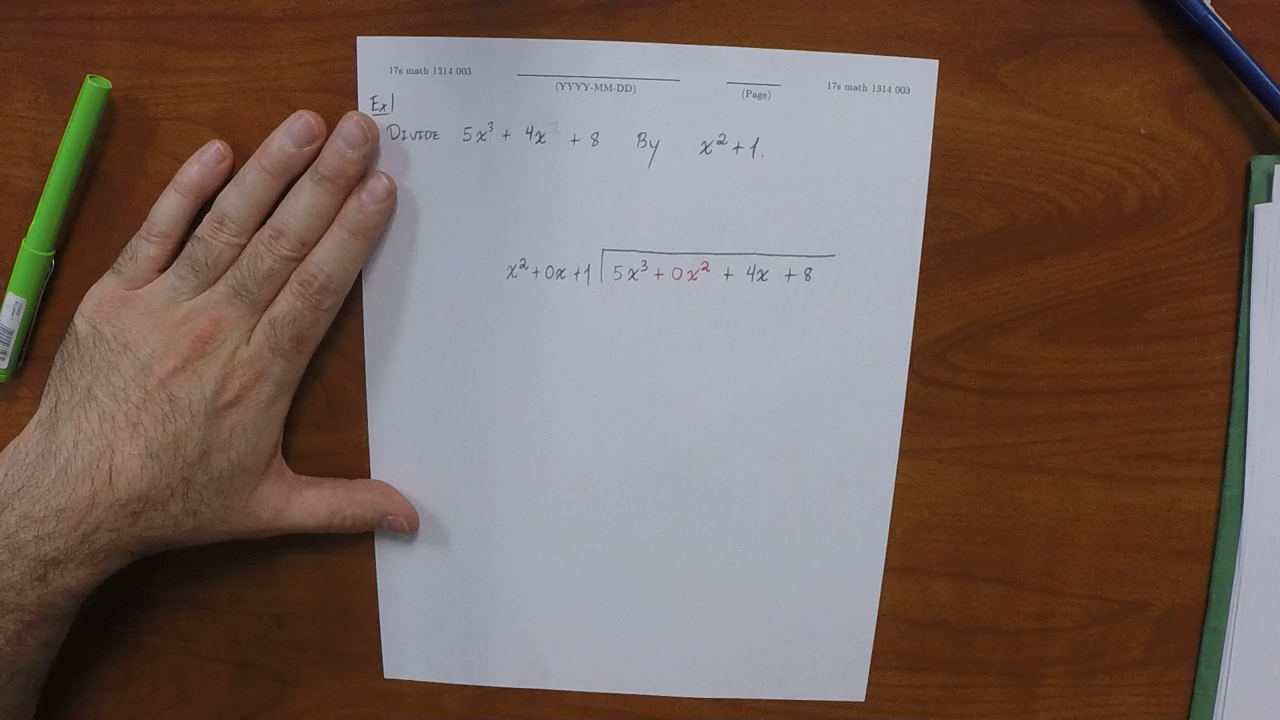 17s math 1314 003 (YYYY-MM-DD) (Page) 17s math 1314 003
Ex1
DIVIDE 5x³ + 4x + 8 By x² + 1.
x² + 0x + 1 5x³ + 0x² + 4x + 8